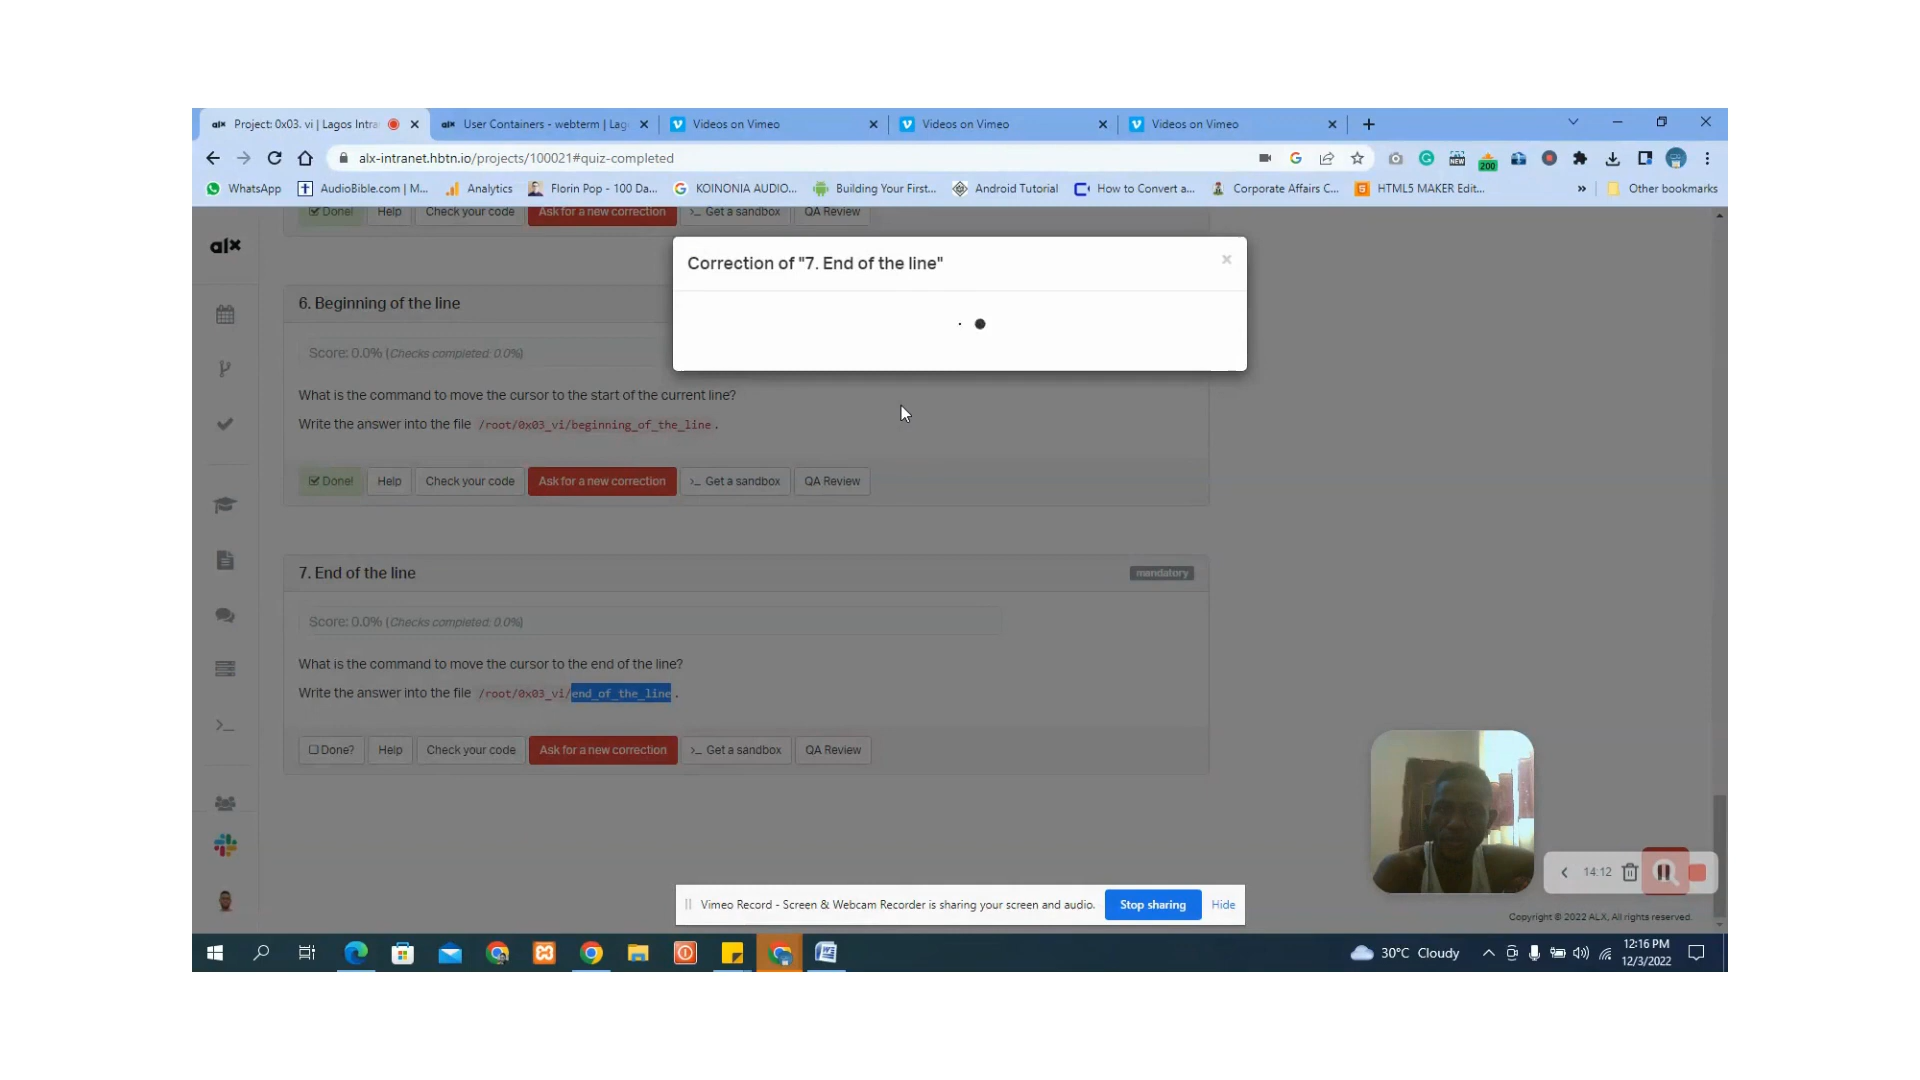 alx Project: 0x03. vi | Lagos Intra
alx User Containers - webterm | Lag
Videos on Vimeo
Videos on Vimeo
Videos on Vimeo
alx-intranet.hbtn.io/projects/100021#quiz-completed
NEW
200
WhatsApp
AudioBible.com | M...
Analytics
Florin Pop - 100 Da...
KOINONIA AUDIO...
Building Your First...
Android Tutorial
How to Convert a...
Corporate Affairs C...
HTML5 MAKER Edit...
»
Other bookmarks
alx
Done!
Help
Check your code
Ask for a new correction
>_ Get a sandbox
QA Review
Correction of "7. End of the line"
×
6. Beginning of the line
Score: 0.0% (Checks completed: 0.0%)
What is the command to move the cursor to the start of the current line?
Write the answer into the file /root/0x03_vi/beginning_of_the_line.
Done!
Help
Check your code
Ask for a new correction
>_ Get a sandbox
QA Review
7. End of the line
mandatory
Score: 0.0% (Checks completed: 0.0%)
What is the command to move the cursor to the end of the line?
Write the answer into the file /root/0x03_vi/end_of_the_line.
Done?
Help
Check your code
Ask for a new correction
>_ Get a sandbox
QA Review
14:12
Vimeo Record - Screen & Webcam Recorder is sharing your screen and audio.
Stop sharing
Hide
Copyright © 2022 ALX, All rights reserved.
30°C Cloudy
12:16 PM
12/3/2022